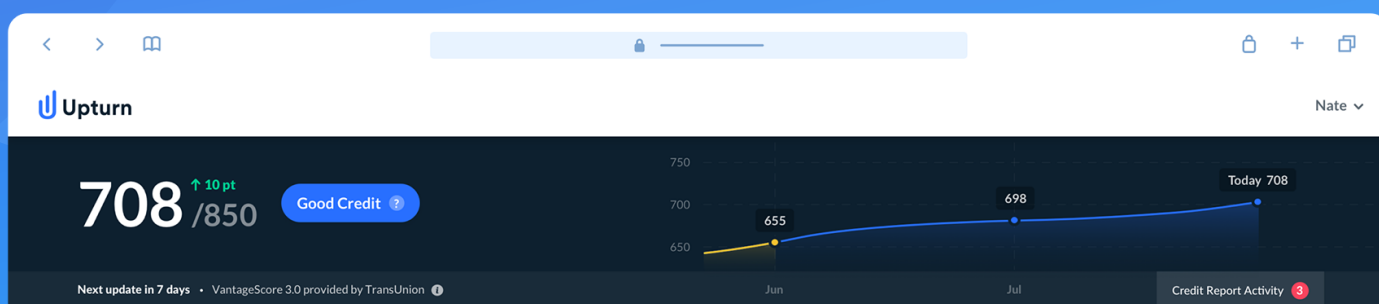 Upturn
Nate
708 /850
↑ 10 pt
Good Credit ?
750
700
650
655
698
Today 708
Next update in 7 days • VantageScore 3.0 provided by TransUnion i
Jun
Jul
Credit Report Activity 3